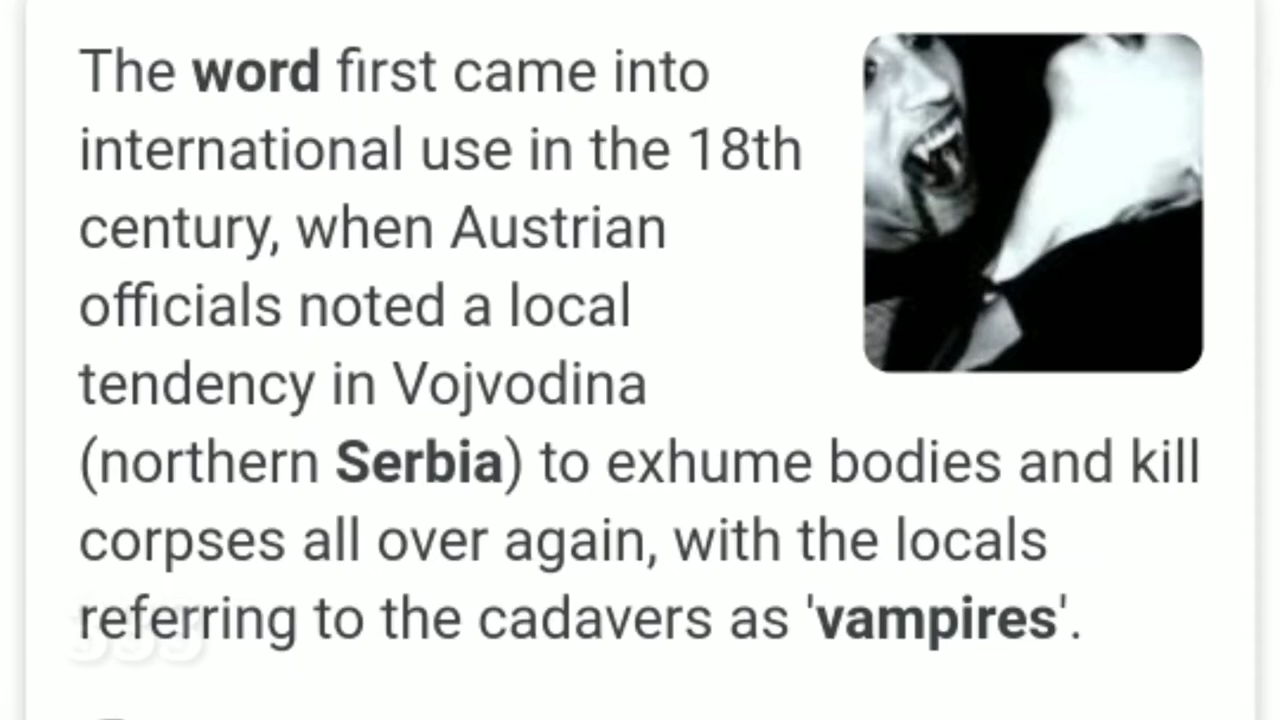 The word first came into
international use in the 18th
century, when Austrian
officials noted a local
tendency in Vojvodina
(northern Serbia) to exhume bodies and kill
corpses all over again, with the locals
referring to the cadavers as 'vampires'.